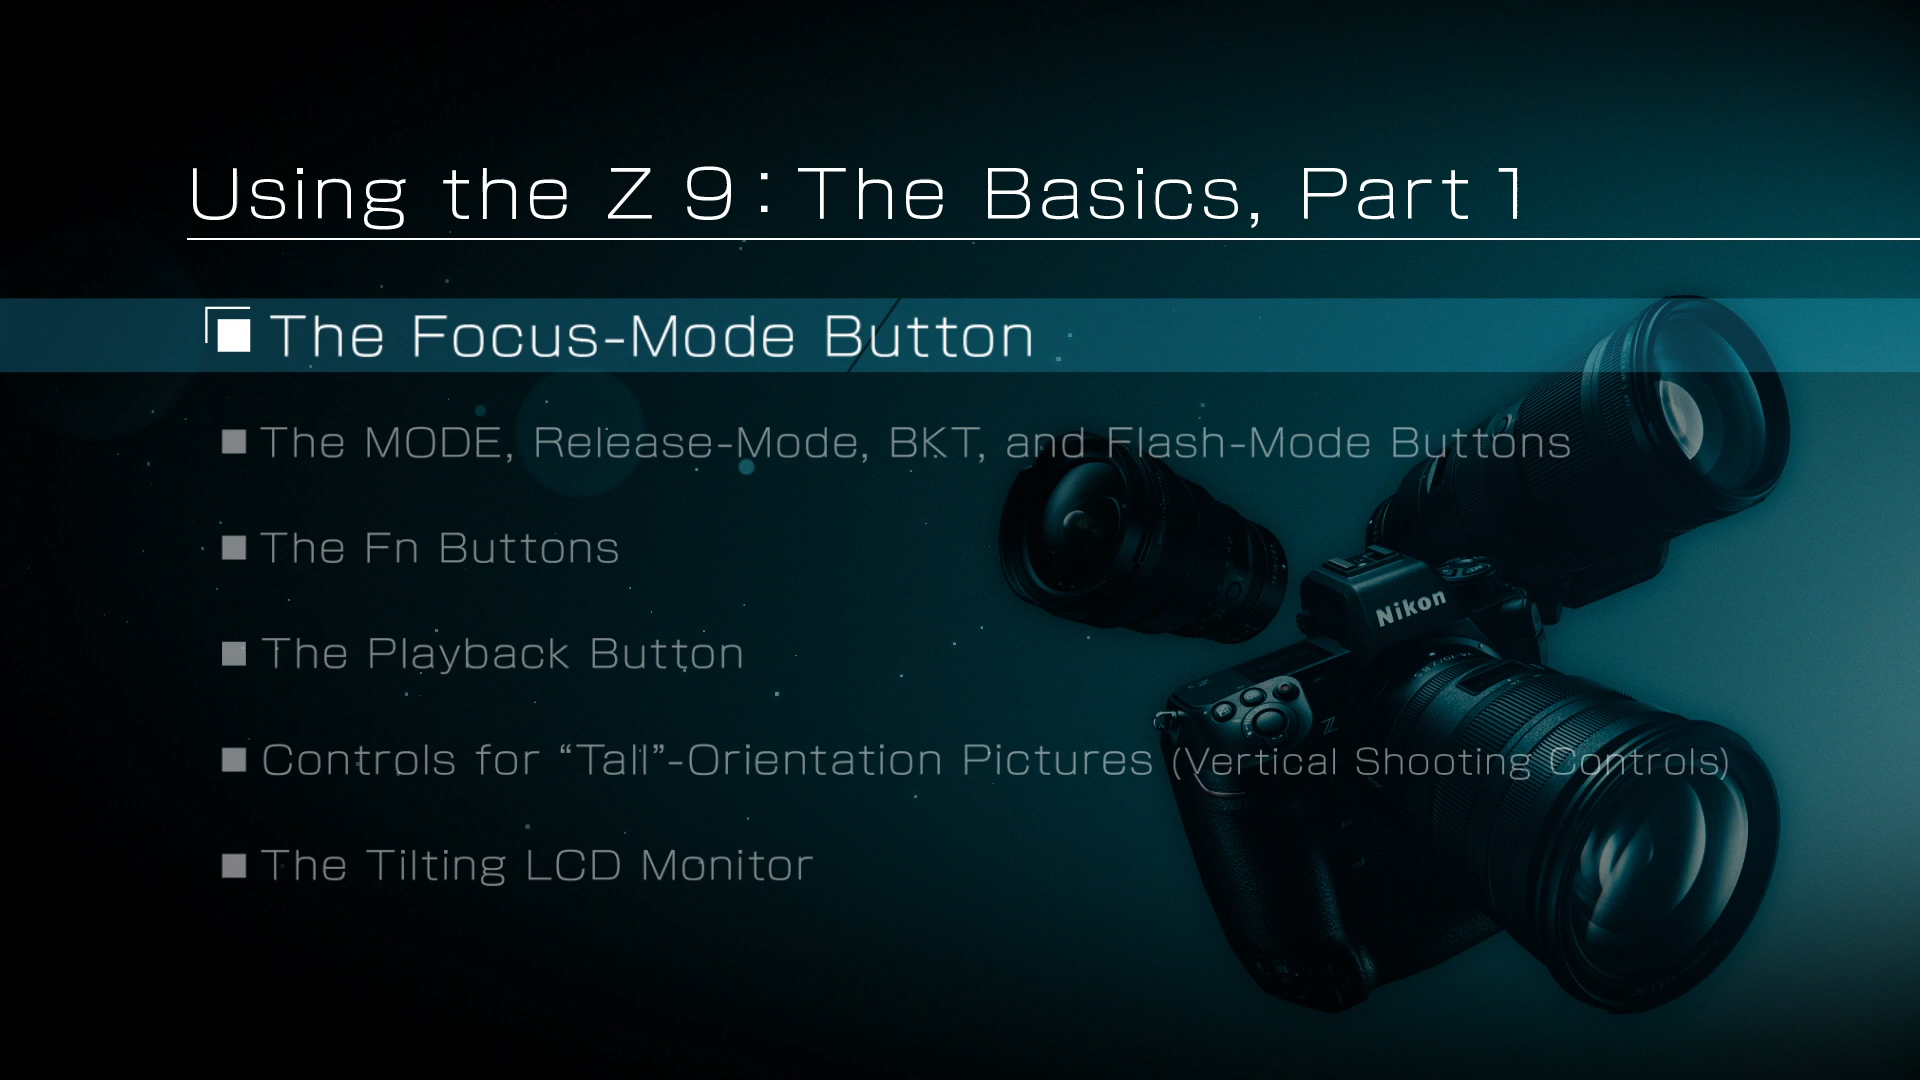 Using the Z 9: The Basics, Part 1
The Focus-Mode Button
The MODE, Release-Mode, BKT, and Flash-Mode Buttons
The Fn Buttons
The Playback Button
Controls for “Tall”-Orientation Pictures (Vertical Shooting Controls)
The Tilting LCD Monitor
Nikon